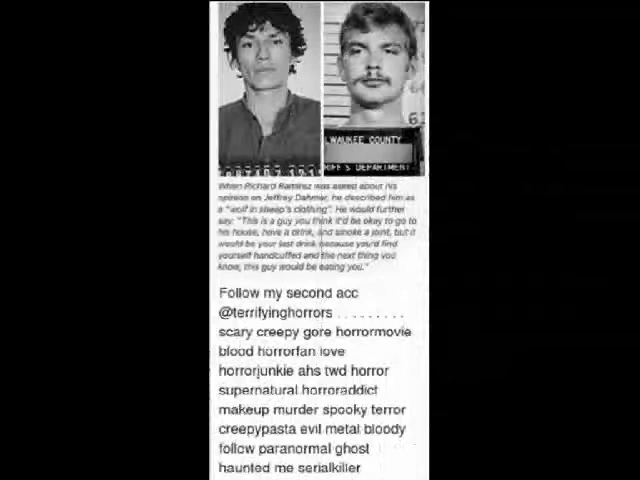 WAUKEE COUNTY
RIFF'S DEPARTMENT
When Richard Ramirez was asked about his
opinion on Jeffrey Dahmer, he described him as
a "wolf in sheep's clothing". He would further
say: "This is a guy you think it'd be okay to go to
his house, have a drink, and smoke a joint, but it
would be your last drink because you'd find
yourself handcuffed and the next thing you
know, this guy would be eating you."
Follow my second acc
@terrifyinghorrors . . . . . . . . .
scary creepy gore horrormovie
blood horrorfan love
horrorjunkie ahs twd horror
supernatural horroraddict
makeup murder spooky terror
creepypasta evil metal bloody
follow paranormal ghost
haunted me serialkiller